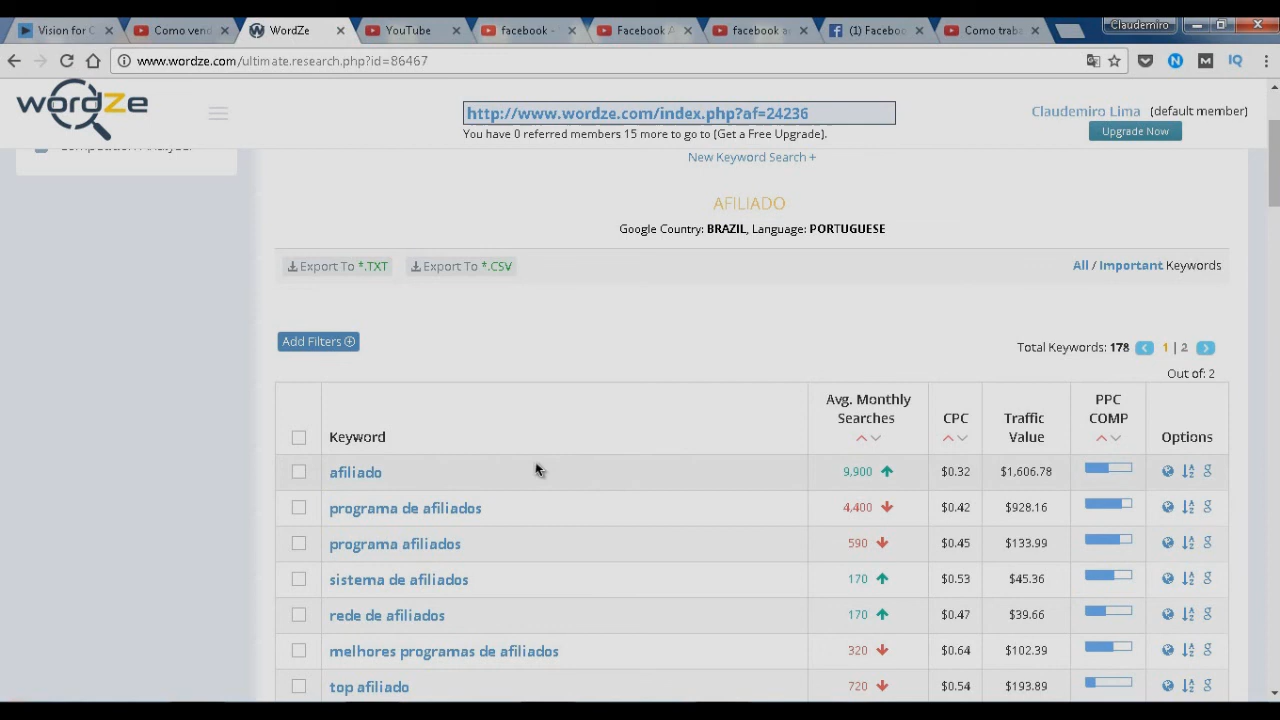 Vision for C
Como vend
WordZe
YouTube
facebook -
Facebook A
facebook a
(1) Facebo
Como trab
Claudemiro
www.wordze.com/ultimate.research.php?id=86467
IQ
wordze
http://www.wordze.com/index.php?af=24236
You have 0 referred members 15 more to go to [Get a Free Upgrade].
Claudemiro Lima (default member)
Upgrade Now
New Keyword Search +
AFILIADO
Google Country: BRAZIL, Language: PORTUGUESE
Export To *.TXT
Export To *.CSV
All / Important Keywords
Add Filters
Total Keywords: 178 1 | 2
Out of: 2
Keyword
Avg. Monthly Searches
CPC
Traffic Value
PPC COMP
Options
afiliado 9,900 $0.32 $1,606.78
programa de afiliados 4,400 $0.42 $928.16
programa afiliados 590 $0.45 $133.99
sistema de afiliados 170 $0.53 $45.36
rede de afiliados 170 $0.47 $39.66
melhores programas de afiliados 320 $0.64 $102.39
top afiliado 720 $0.54 $193.89